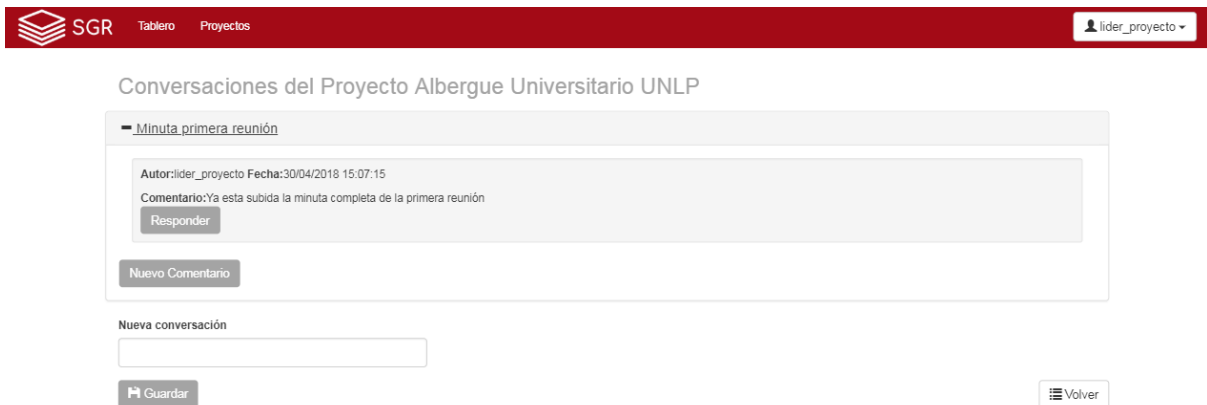 SGR Tablero Proyectos lider_proyecto
Conversaciones del Proyecto Albergue Universitario UNLP
Minuta primera reunión
Autor:lider_proyecto Fecha:30/04/2018 15:07:15
Comentario:Ya esta subida la minuta completa de la primera reunión
Responder
Nuevo Comentario
Nueva conversación
Guardar Volver